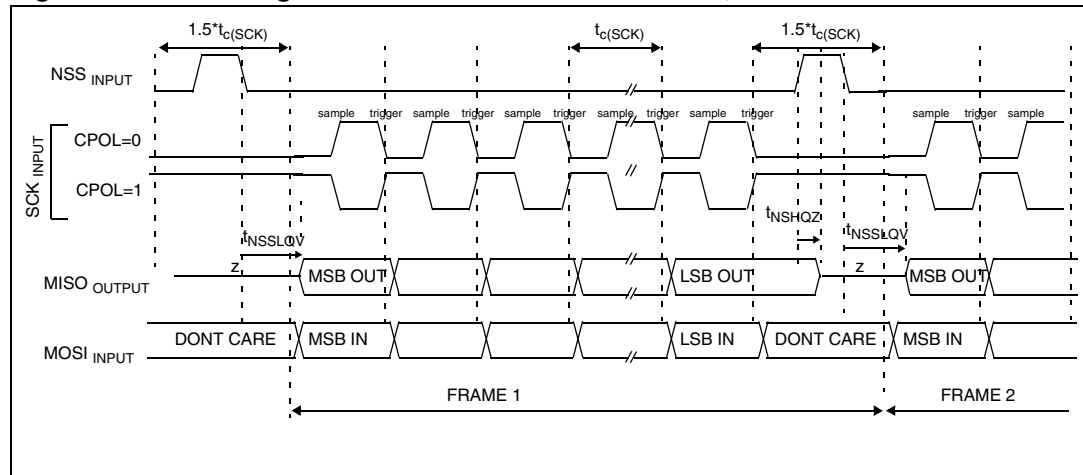 1.5*tc(SCK) tc(SCK) 1.5*tc(SCK)
NSS INPUT
sample trigger sample trigger sample trigger sample trigger sample trigger sample trigger sample
CPOL=0
SCK INPUT
CPOL=1
tNSHQZ
tNSSLQV tNSSLQV
z z
MISO OUTPUT MSB OUT LSB OUT MSB OUT
MOSI INPUT DONT CARE MSB IN LSB IN DONT CARE MSB IN
FRAME 1 FRAME 2